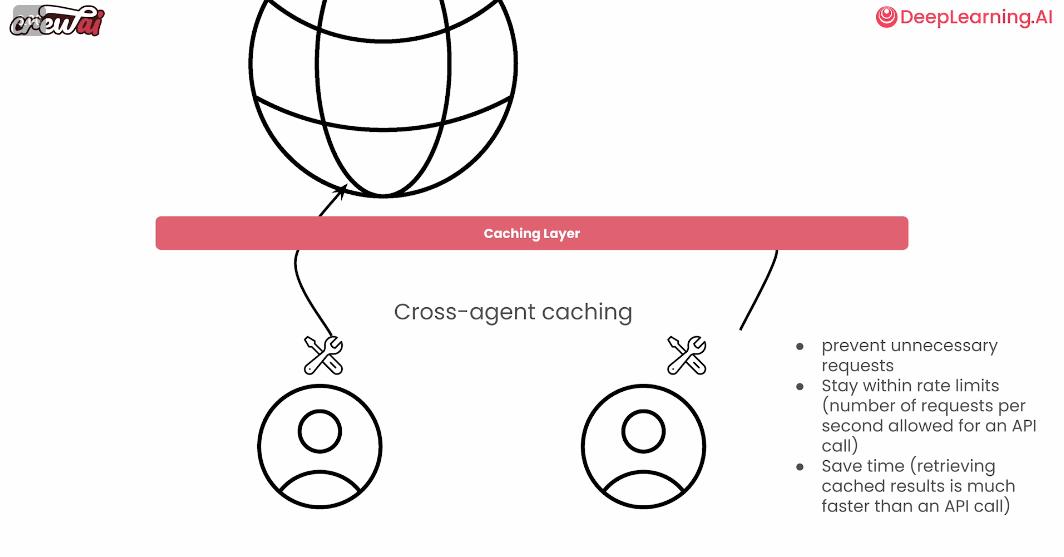 crewai
DeepLearning.AI
Caching Layer
Cross-agent caching
● prevent unnecessary
requests
● Stay within rate limits
(number of requests per
second allowed for an API
call)
● Save time (retrieving
cached results is much
faster than an API call)